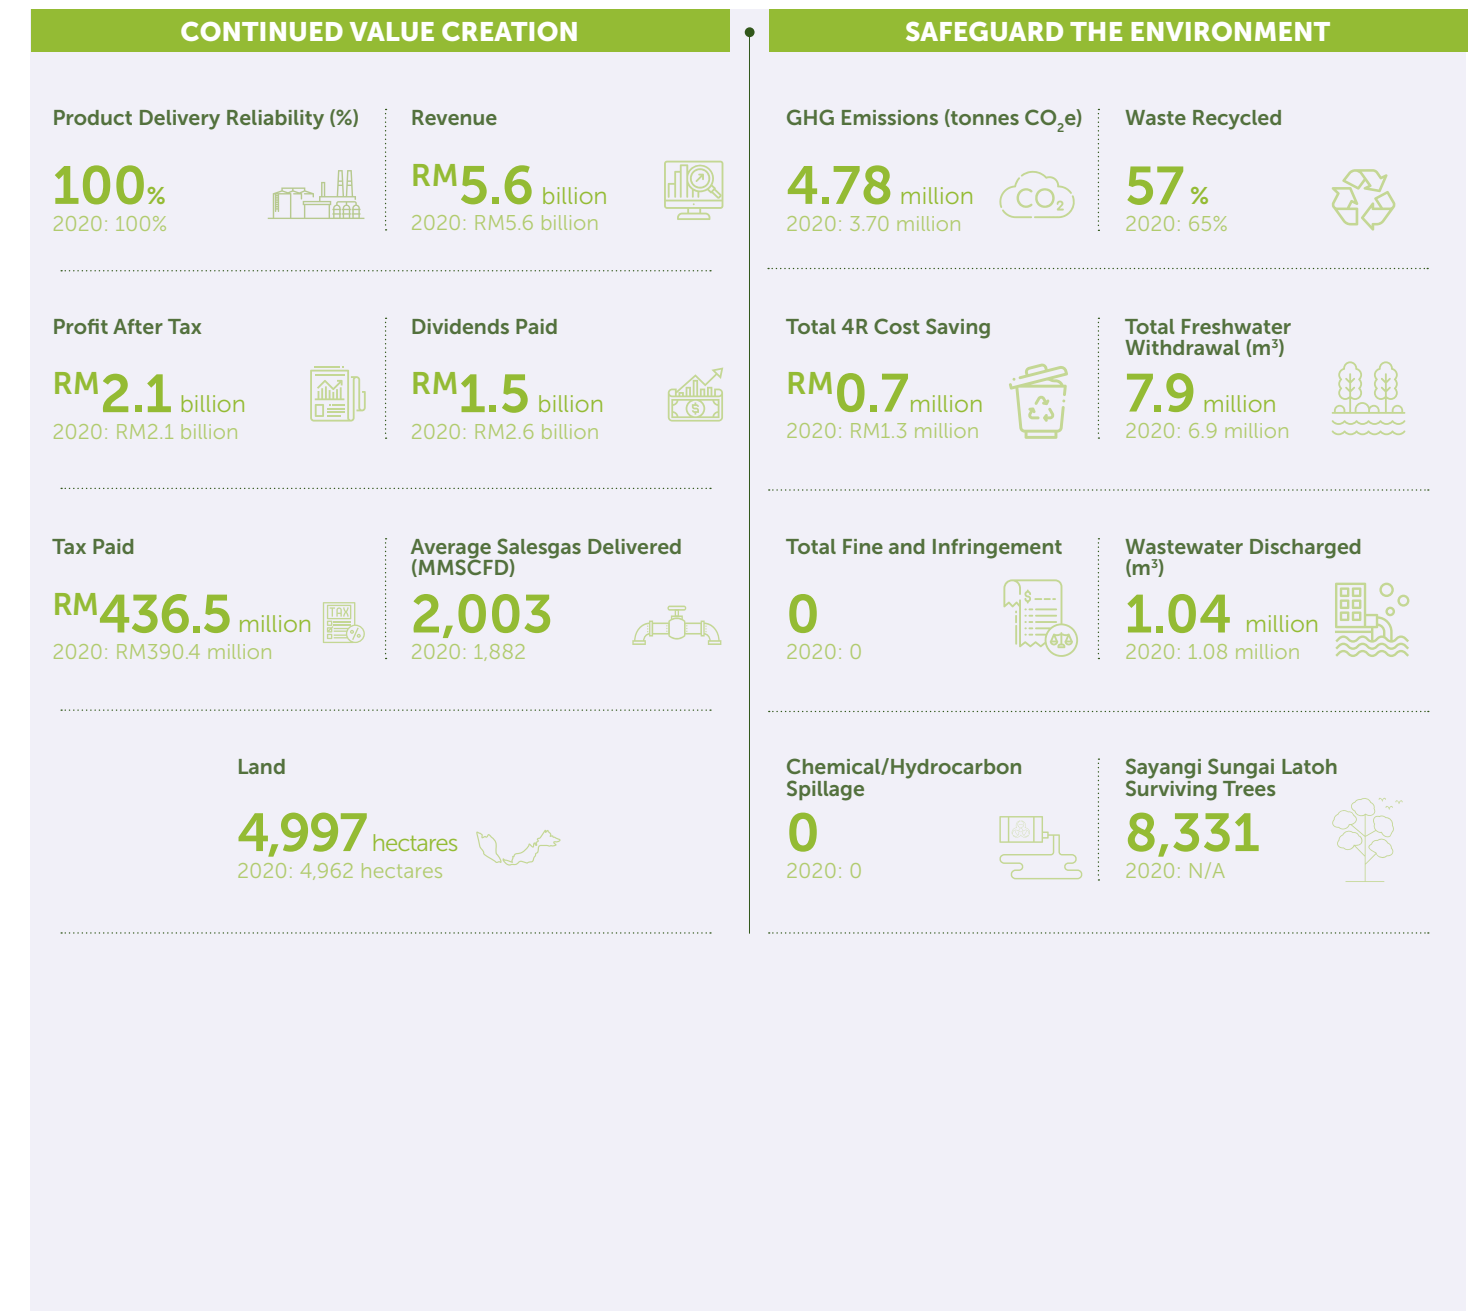 CONTINUED VALUE CREATION
Product Delivery Reliability (%)
100%
2020: 100%
Revenue
RM5.6 billion
2020: RM5.6 billion
Profit After Tax
RM2.1 billion
2020: RM2.1 billion
Dividends Paid
RM1.5 billion
2020: RM2.6 billion
Tax Paid
RM436.5 million
2020: RM390.4 million
TAX
%
Average Salesgas Delivered
(MMSCFD)
2,003
2020: 1,882
Land
4,997 hectares
2020: 4,962 hectares
SAFEGUARD THE ENVIRONMENT
GHG Emissions (tonnes CO₂e)
4.78 million
2020: 3.70 million
CO₂
Waste Recycled
57 %
2020: 65%
Total 4R Cost Saving
RM0.7 million
2020: RM1.3 million
Total Freshwater
Withdrawal (m³)
7.9 million
2020: 6.9 million
Total Fine and Infringement
0
2020: 0
Wastewater Discharged
(m³)
1.04 million
2020: 1.08 million
Chemical/Hydrocarbon
Spillage
0
2020: 0
Sayangi Sungai Latoh
Surviving Trees
8,331
2020: N/A